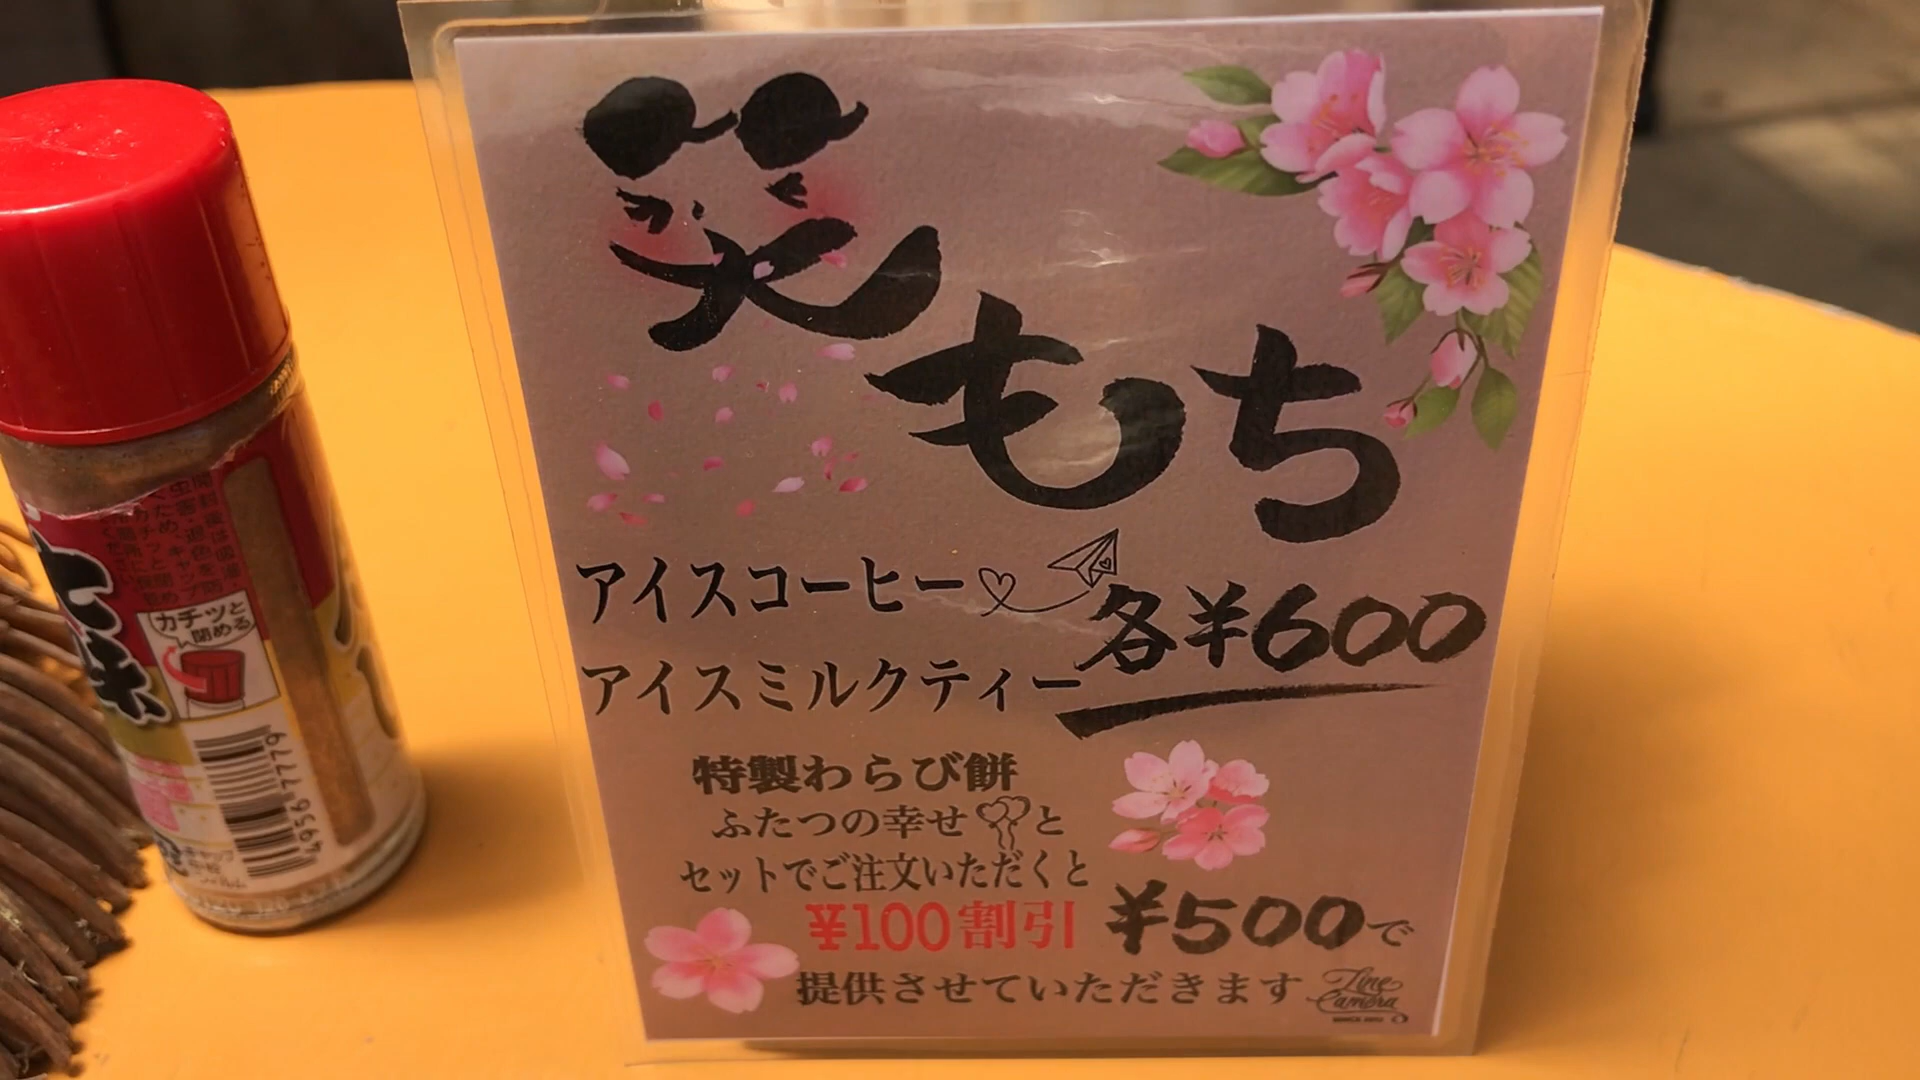 笑
もち
アイスコーヒー
各¥600
アイスミルクティー
特製わらび餅
ふたつの幸せ と
セットでご注文いただくと
¥100割引 ¥500で
提供させていただきます
Line
Camera
七味
カチッと
閉める